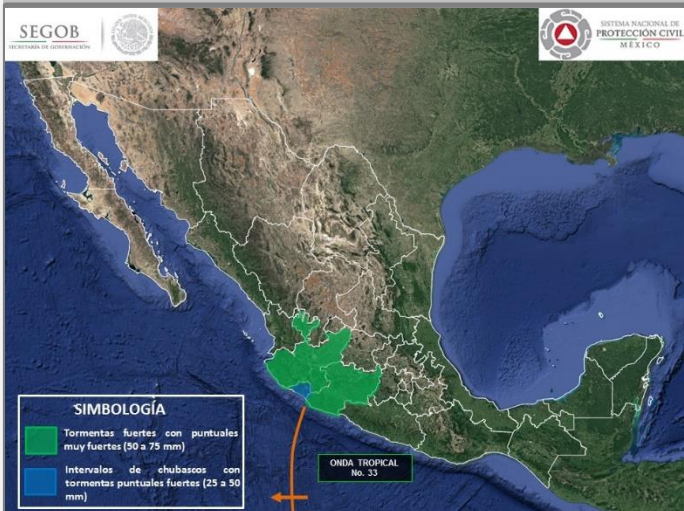 SEGOB
SECRETARÍA DE GOBERNACIÓN
SISTEMA NACIONAL DE
PROTECCIÓN CIVIL
MÉXICO
SIMBOLOGÍA
Tormentas fuertes con puntuales
muy fuertes (50 a 75 mm)
Intervalos de chubascos con
tormentas puntuales fuertes (25 a 50
mm)
ONDA TROPICAL
No. 33